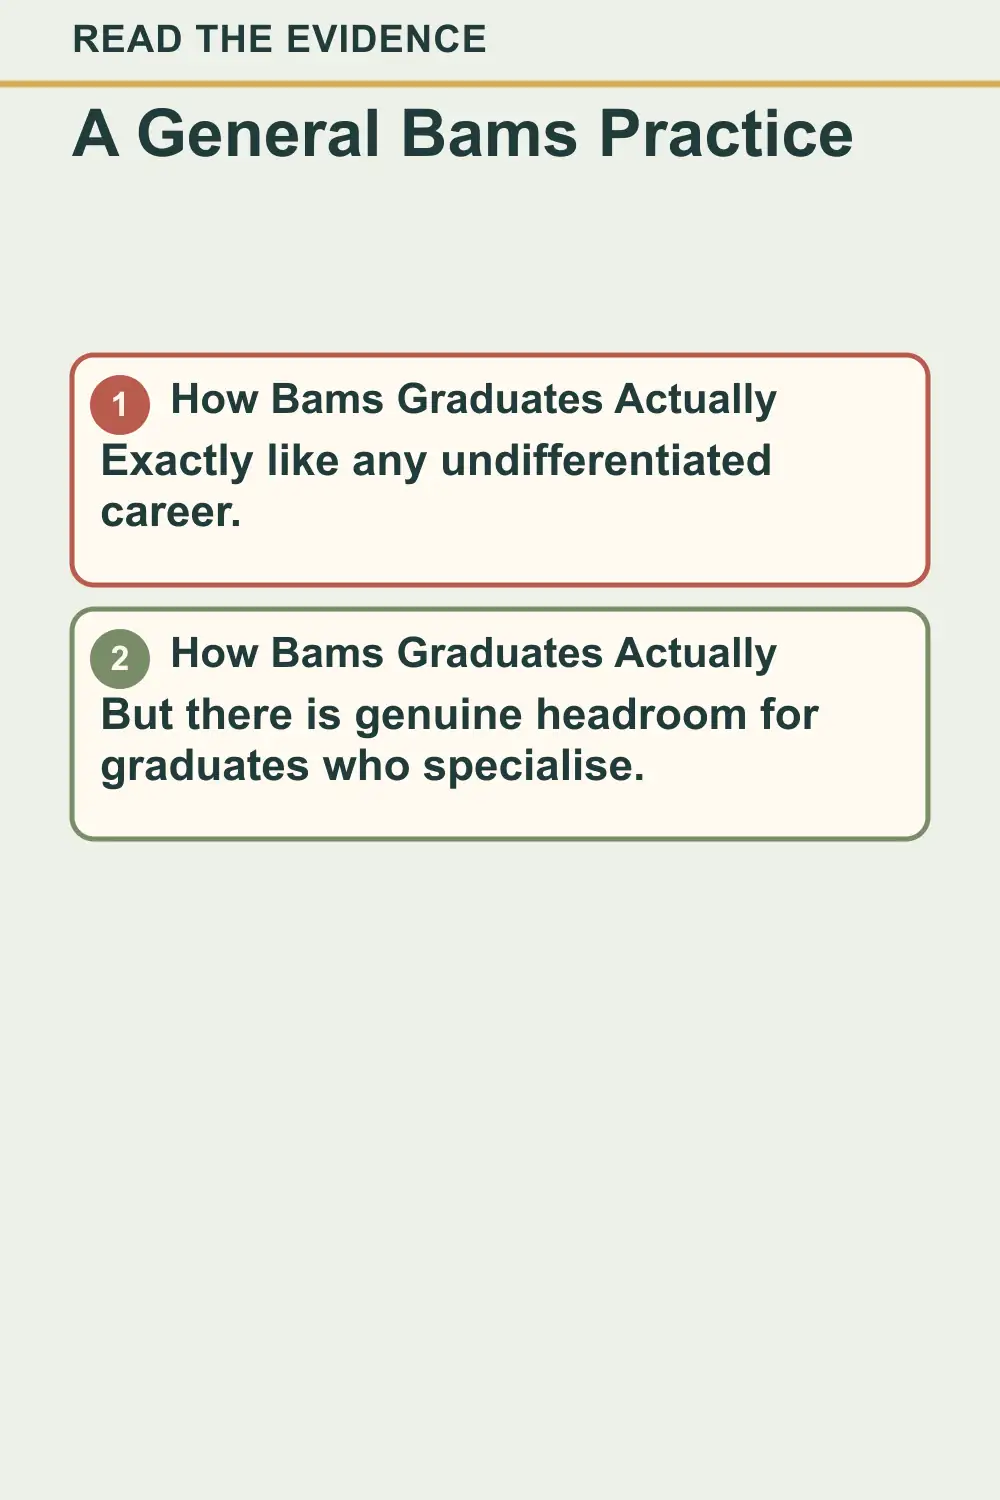 READ THE EVIDENCE
A General Bams Practice
1
How Bams Graduates Actually
Exactly like any undifferentiated
career.
2
How Bams Graduates Actually
But there is genuine headroom for
graduates who specialise.